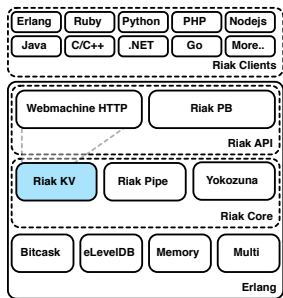 Erlang Ruby Python PHP Nodejs
Java C/C++ .NET Go More..
Riak Clients
Webmachine HTTP Riak PB
Riak API
Riak KV Riak Pipe Yokozuna
Riak Core
Bitcask eLevelDB Memory Multi
Erlang